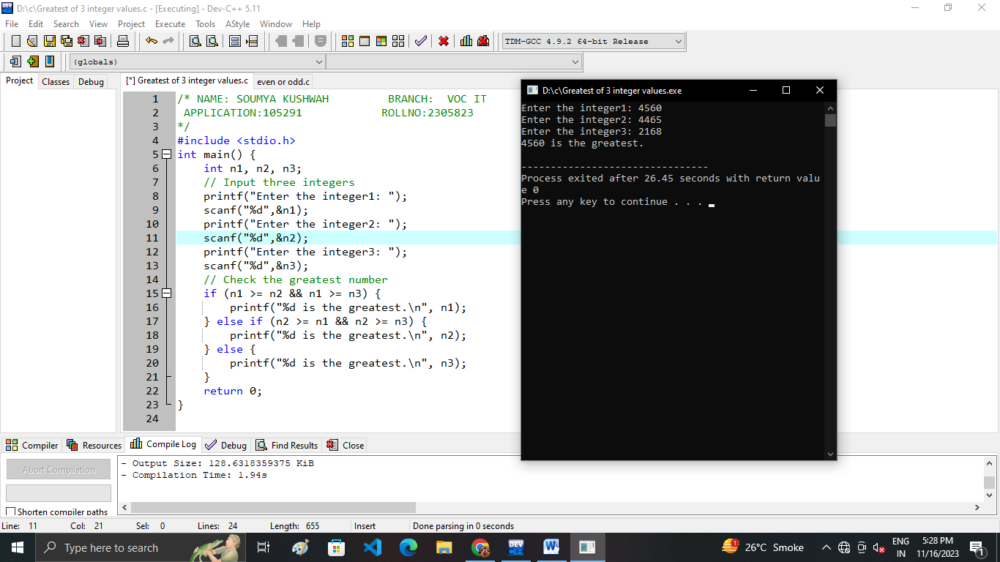 D:\c\Greatest of 3 integer values.c - [Executing] - Dev-C++ 5.11
File Edit Search View Project Execute Tools AStyle Window Help
TDM-GCC 4.9.2 64-bit Release
(globals)
Project Classes Debug
[*] Greatest of 3 integer values.c even or odd.c
1 /* NAME: SOUMYA KUSHWAH BRANCH: VOC IT
2 APPLICATION:105291 ROLLNO:2305823
3 */
4 #include <stdio.h>
5 int main() {
6 int n1, n2, n3;
7 // Input three integers
8 printf("Enter the integer1: ");
9 scanf("%d",&n1);
10 printf("Enter the integer2: ");
11 scanf("%d",&n2);
12 printf("Enter the integer3: ");
13 scanf("%d",&n3);
14 // Check the greatest number
15 if (n1 >= n2 && n1 >= n3) {
16 printf("%d is the greatest.\n", n1);
17 } else if (n2 >= n1 && n2 >= n3) {
18 printf("%d is the greatest.\n", n2);
19 } else {
20 printf("%d is the greatest.\n", n3);
21 }
22 return 0;
23 }
24
D:\c\Greatest of 3 integer values.exe
Enter the integer1: 4560
Enter the integer2: 4465
Enter the integer3: 2168
4560 is the greatest.
--------------------------------
Process exited after 26.45 seconds with return valu
e 0
Press any key to continue . . .
Compiler Resources Compile Log Debug Find Results Close
Abort Compilation
Shorten compiler paths
- Output Size: 128.6318359375 KiB
- Compilation Time: 1.94s
Line: 11 Col: 21 Sel: 0 Lines: 24 Length: 655 Insert Done parsing in 0 seconds
Type here to search
DEV
26°C Smoke
ENG
IN
5:28 PM
11/16/2023
1